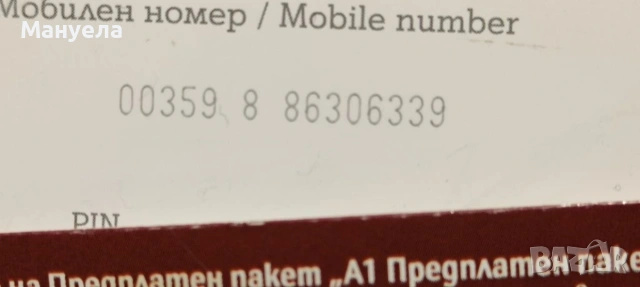 Мобилен номер / Mobile number
Мануела
00359 8 86306339
PIN
на Предплатен пакет „А1 Предплатен паке